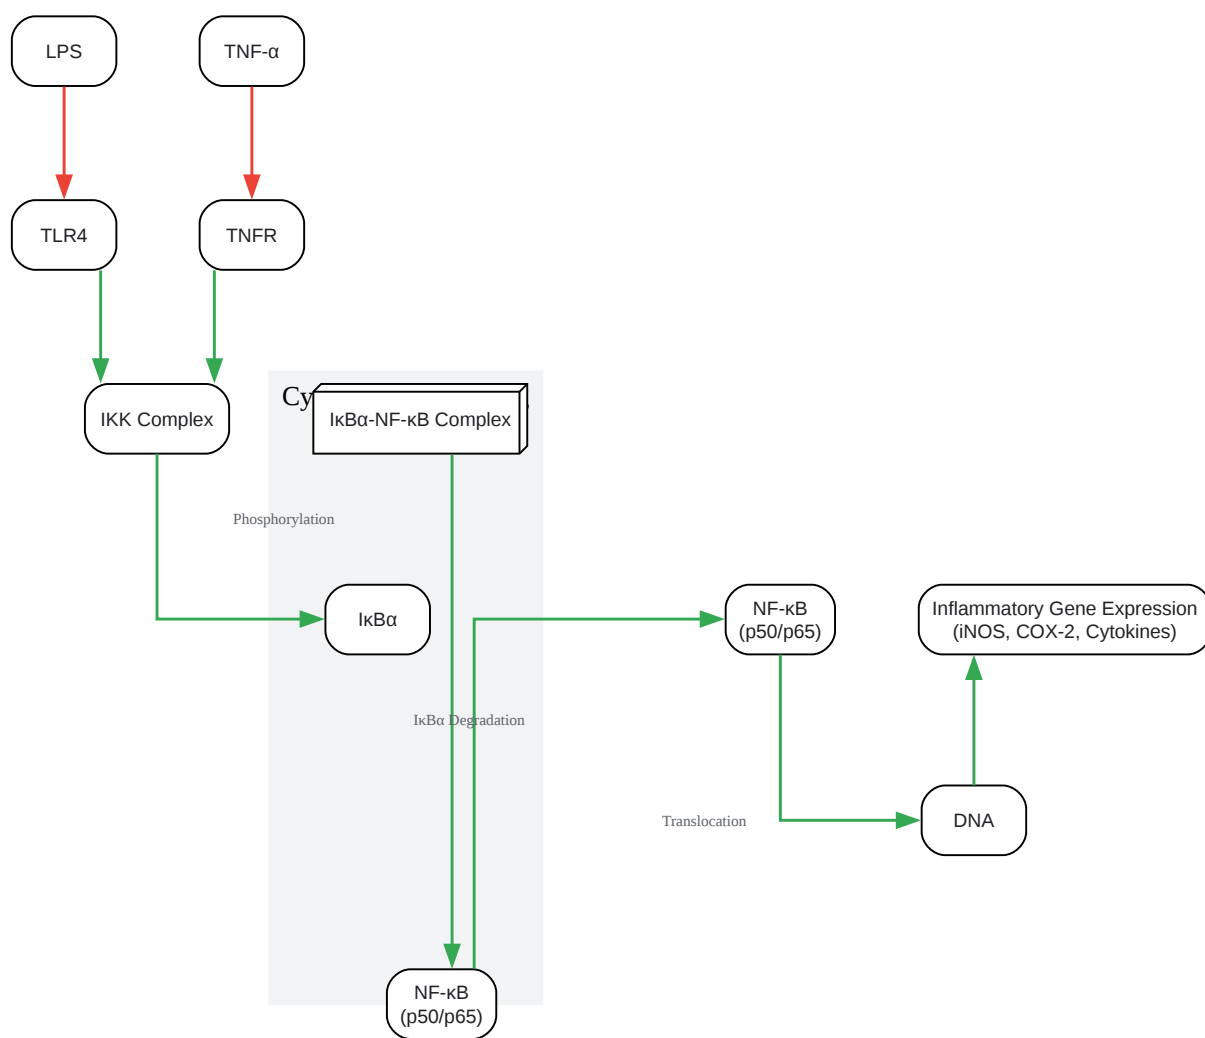 LPS
TNF-α
TLR4
TNFR
IKK Complex
Cy
IκBα-NF-κB Complex
Phosphorylation
IκBα
NF-κB
(p50/p65)
Inflammatory Gene Expression
(iNOS, COX-2, Cytokines)
IκBα Degradation
Translocation
DNA
NF-κB
(p50/p65)